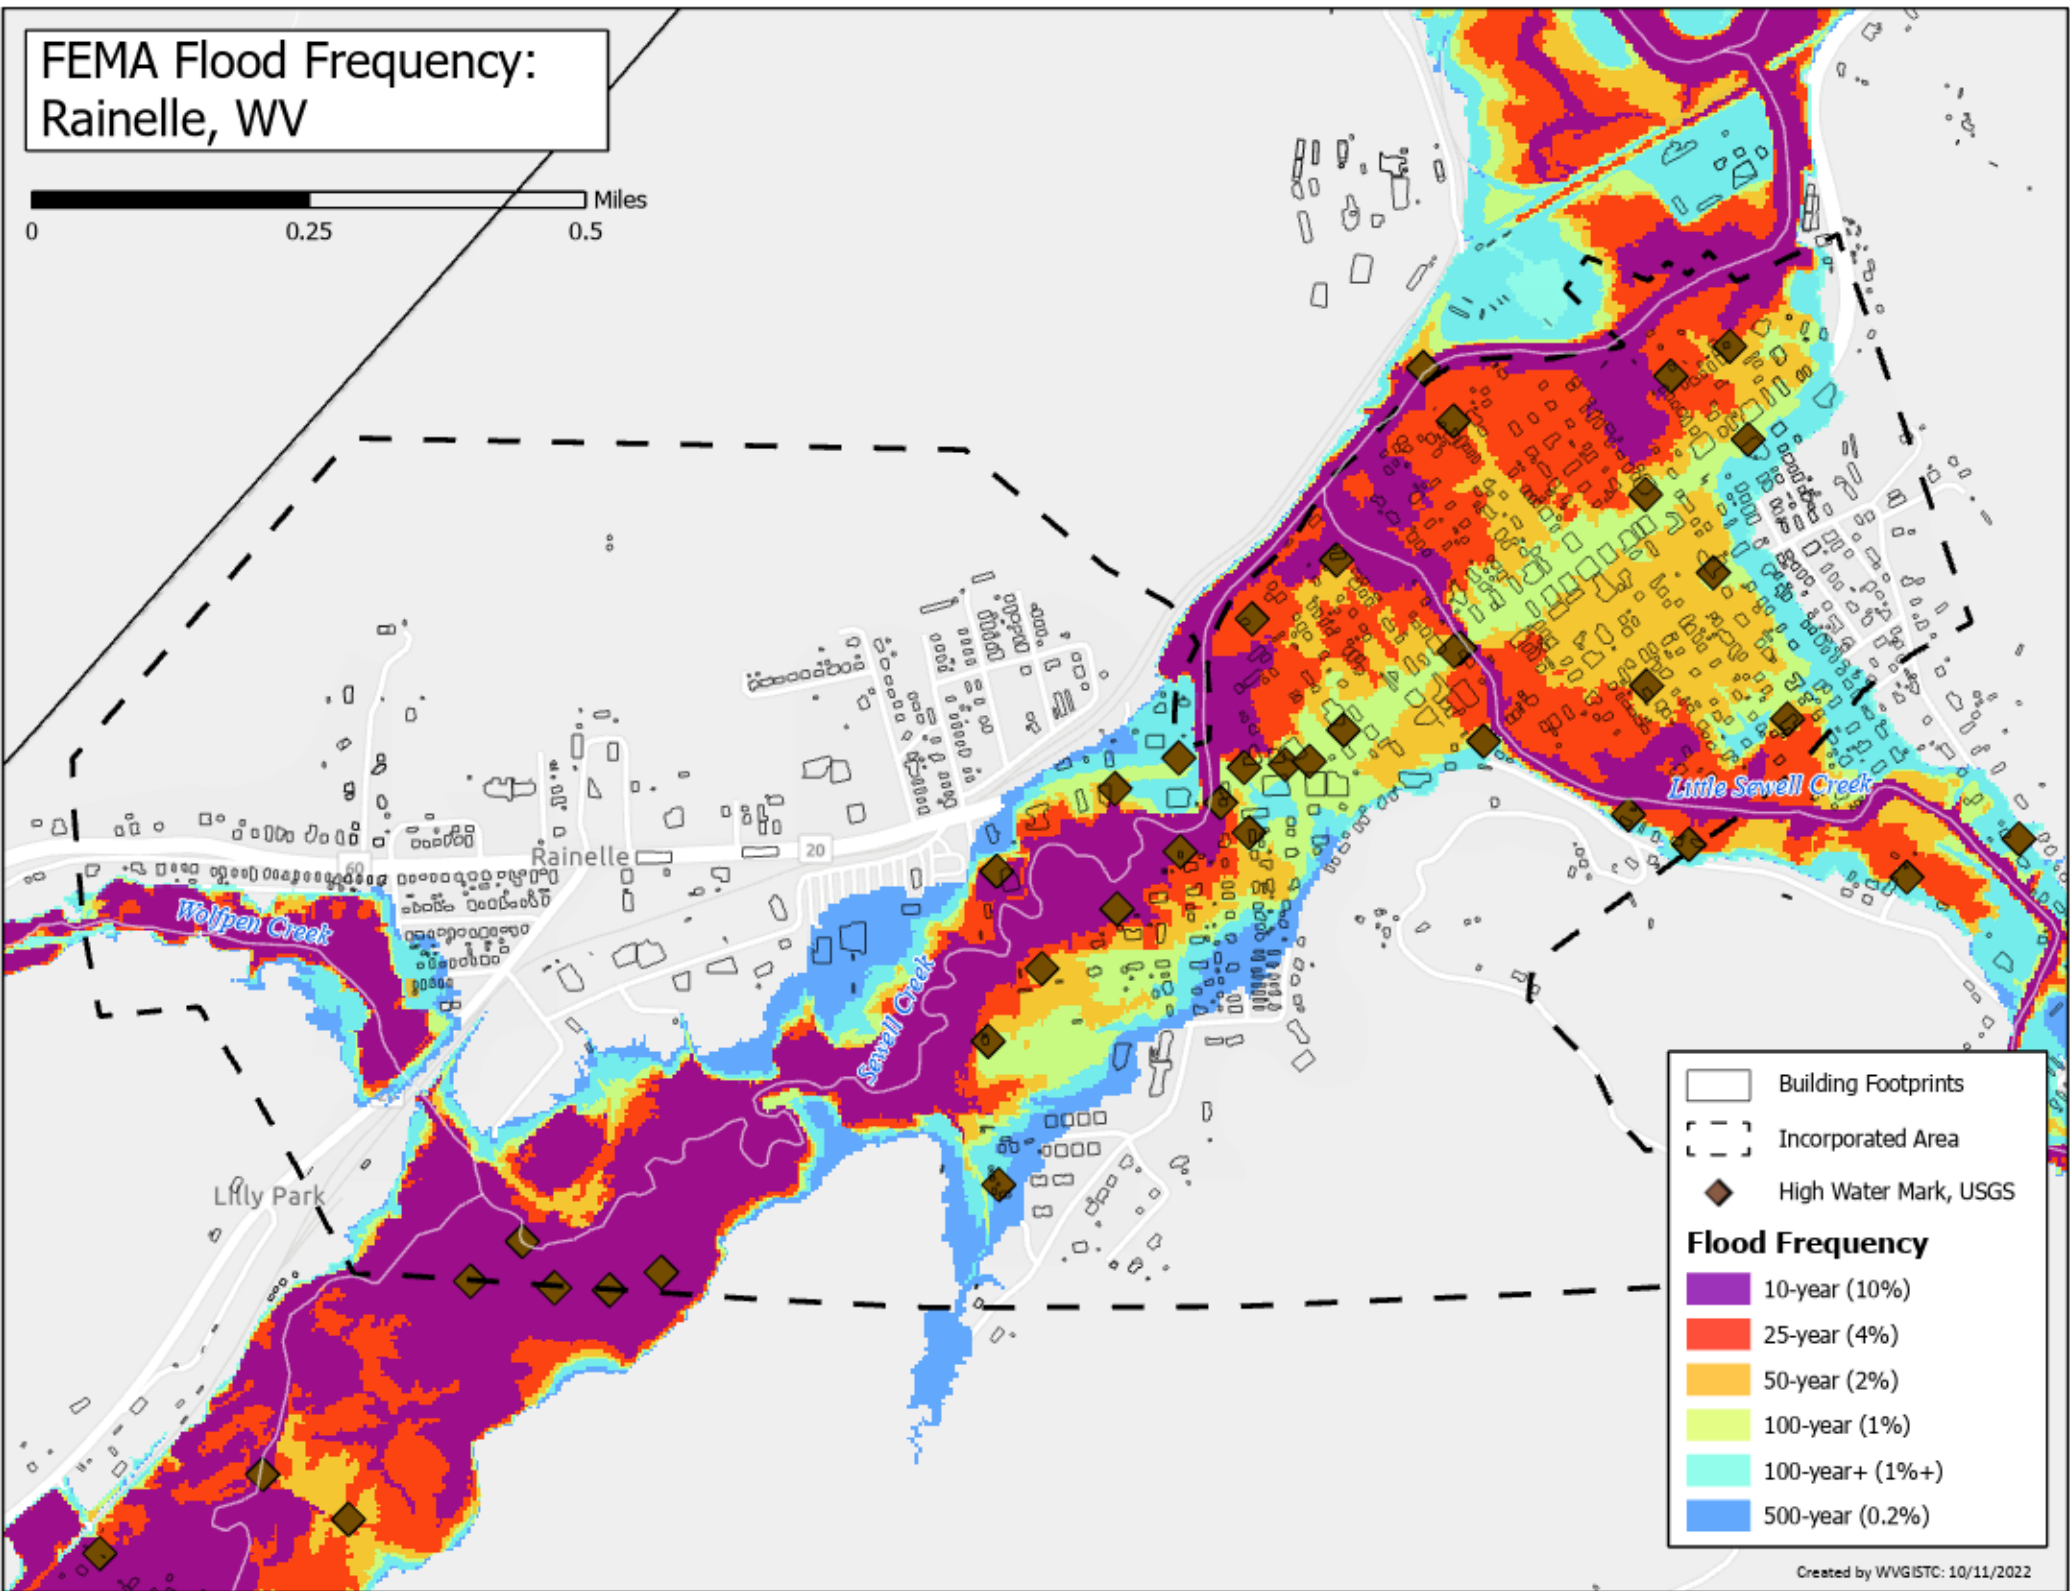 FEMA Flood Frequency:
Rainelle, WV
Miles
0 0.25 0.5
Little Sewell Creek
Rainelle
20
60
Wolfpen Creek
Sewell Creek
Lilly Park
Building Footprints
Incorporated Area
High Water Mark, USGS
Flood Frequency
10-year (10%)
25-year (4%)
50-year (2%)
100-year (1%)
100-year+ (1%+)
500-year (0.2%)
Created by WVGISTC: 10/11/2022